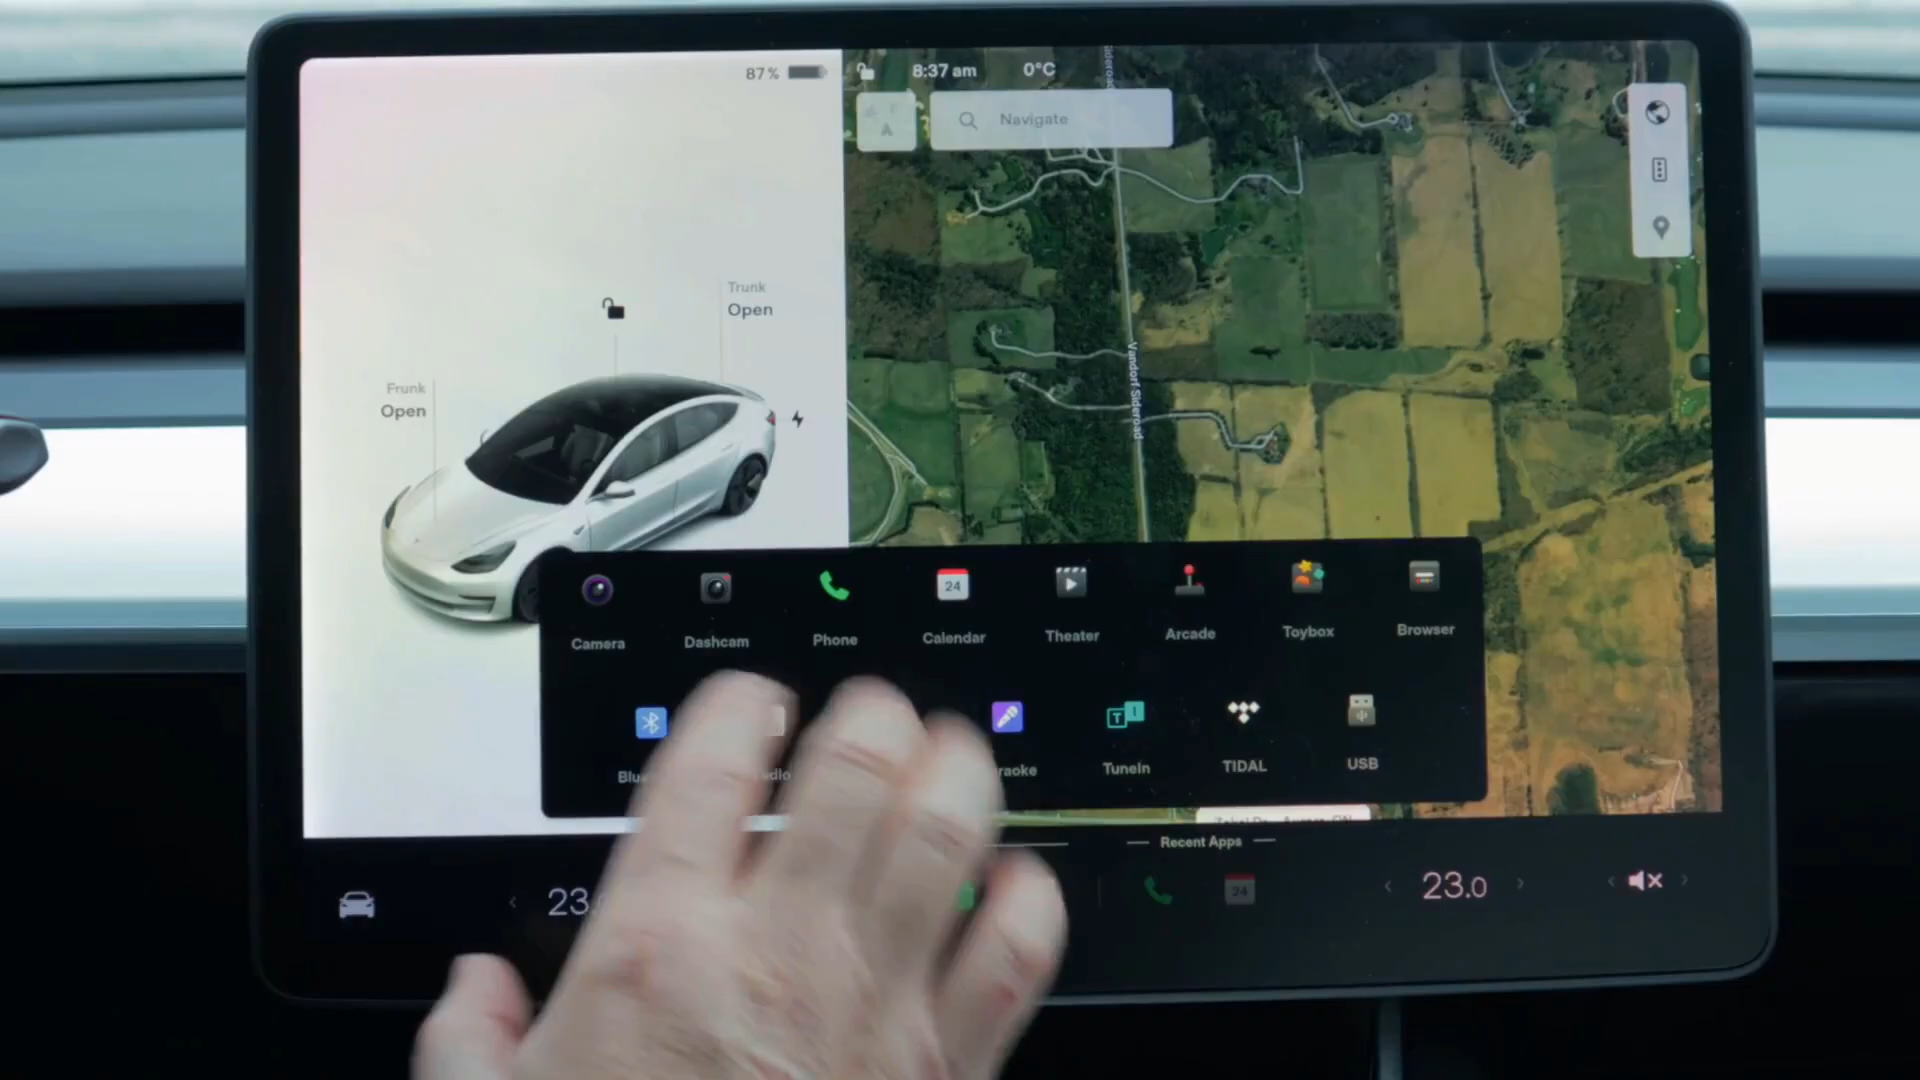 87%
8:37 am
0°C
A
Navigate
Trunk
Open
Frunk
Open
Vandorf Sideroad
24
Camera
Dashcam
Phone
Calendar
Theater
Arcade
Toybox
Browser
T
TuneIn
TIDAL
USB
Recent Apps
24
23.0